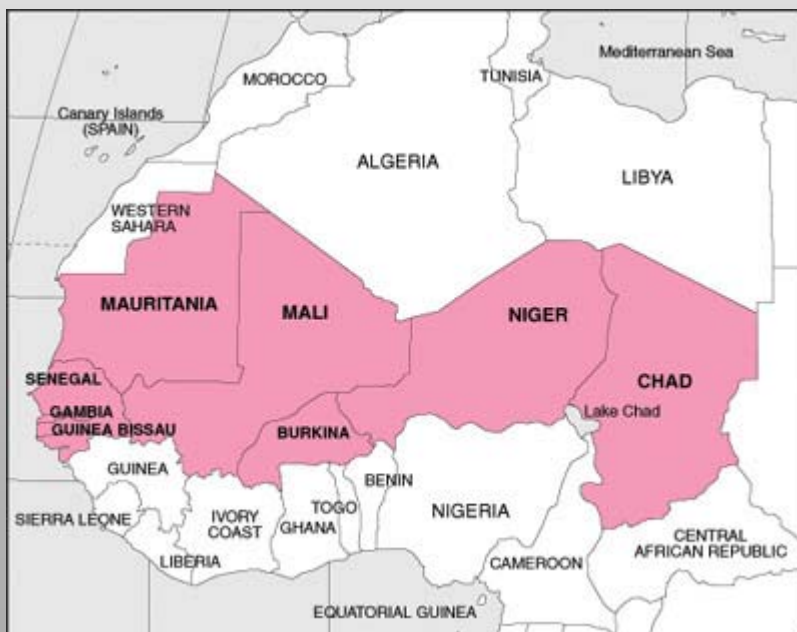 Mediterranean Sea
MOROCCO
TUNISIA
Canary Islands
(SPAIN)
ALGERIA
LIBYA
WESTERN
SAHARA
MAURITANIA
MALI
NIGER
CHAD
SENEGAL
GAMBIA
GUINEA BISSAU
Lake Chad
BURKINA
GUINEA
BENIN
NIGERIA
SIERRA LEONE
IVORY
COAST
GHANA
TOGO
LIBERIA
CAMEROON
CENTRAL
AFRICAN REPUBLIC
EQUATORIAL GUINEA